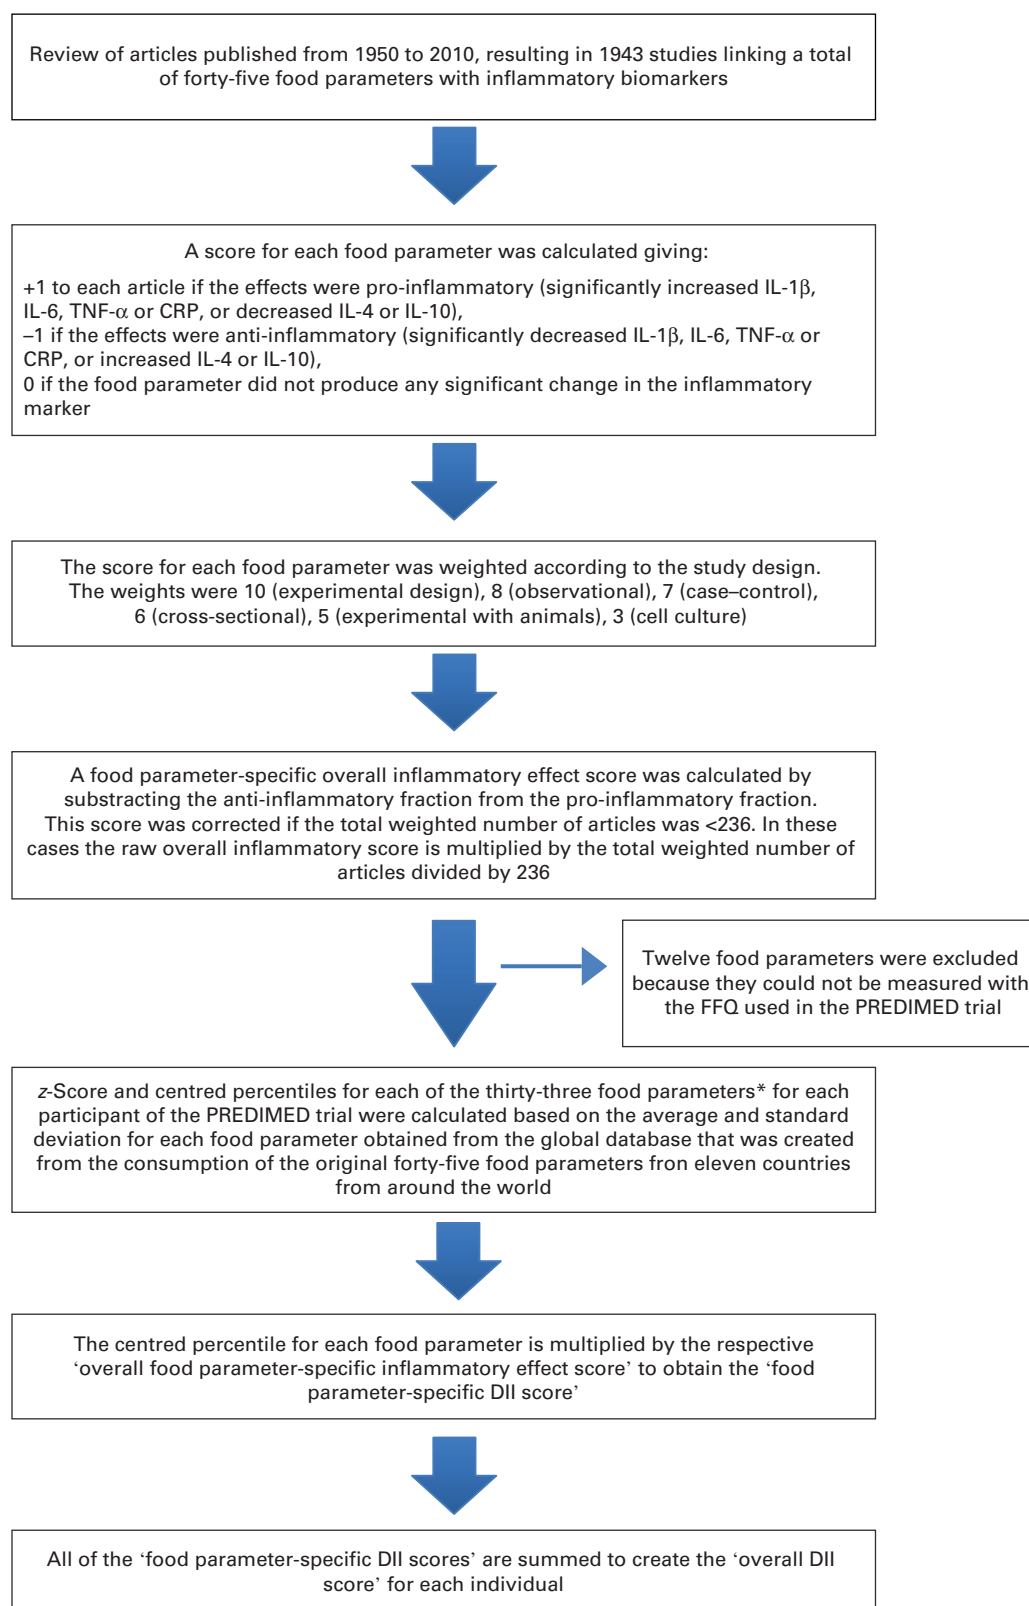 Review of articles published from 1950 to 2010, resulting in 1943 studies linking a total
of forty-five food parameters with inflammatory biomarkers
A score for each food parameter was calculated giving:
+1 to each article if the effects were pro-inflammatory (significantly increased IL-1β,
IL-6, TNF-α or CRP, or decreased IL-4 or IL-10),
–1 if the effects were anti-inflammatory (significantly decreased IL-1β, IL-6, TNF-α or
CRP, or increased IL-4 or IL-10),
0 if the food parameter did not produce any significant change in the inflammatory
marker
The score for each food parameter was weighted according to the study design.
The weights were 10 (experimental design), 8 (observational), 7 (case–control),
6 (cross-sectional), 5 (experimental with animals), 3 (cell culture)
A food parameter-specific overall inflammatory effect score was calculated by
substracting the anti-inflammatory fraction from the pro-inflammatory fraction.
This score was corrected if the total weighted number of articles was <236. In these
cases the raw overall inflammatory score is multiplied by the total weighted number of
articles divided by 236
Twelve food parameters were excluded
because they could not be measured with
the FFQ used in the PREDIMED trial
z-Score and centred percentiles for each of the thirty-three food parameters* for each
participant of the PREDIMED trial were calculated based on the average and standard
deviation for each food parameter obtained from the global database that was created
from the consumption of the original forty-five food parameters fron eleven countries
from around the world
The centred percentile for each food parameter is multiplied by the respective
‘overall food parameter-specific inflammatory effect score’ to obtain the ‘food
parameter-specific DII score’
All of the ‘food parameter-specific DII scores’ are summed to create the ‘overall DII
score’ for each individual